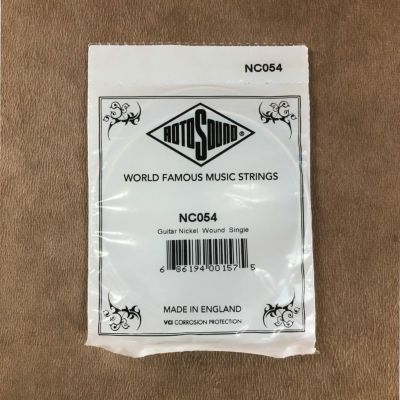 NC054
ROTOSOUND®
WORLD FAMOUS MUSIC STRINGS
NC054
Guitar Nickel Wound Single
6 86194 00157 5
MADE IN ENGLAND
VCI CORROSION PROTECTION